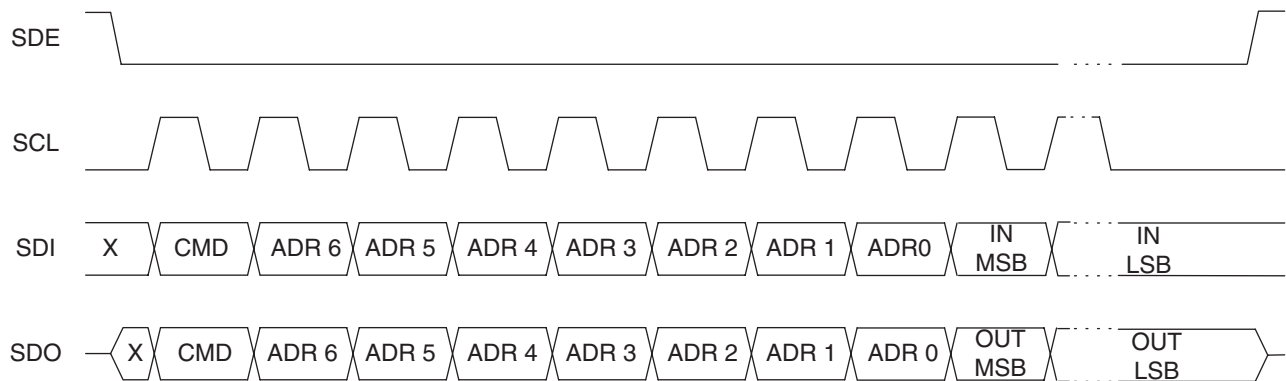 SDE
SCL
SDI X CMD ADR 6 ADR 5 ADR 4 ADR 3 ADR 2 ADR 1 ADR0 IN MSB IN LSB
SDO X CMD ADR 6 ADR 5 ADR 4 ADR 3 ADR 2 ADR 1 ADR 0 OUT MSB OUT LSB